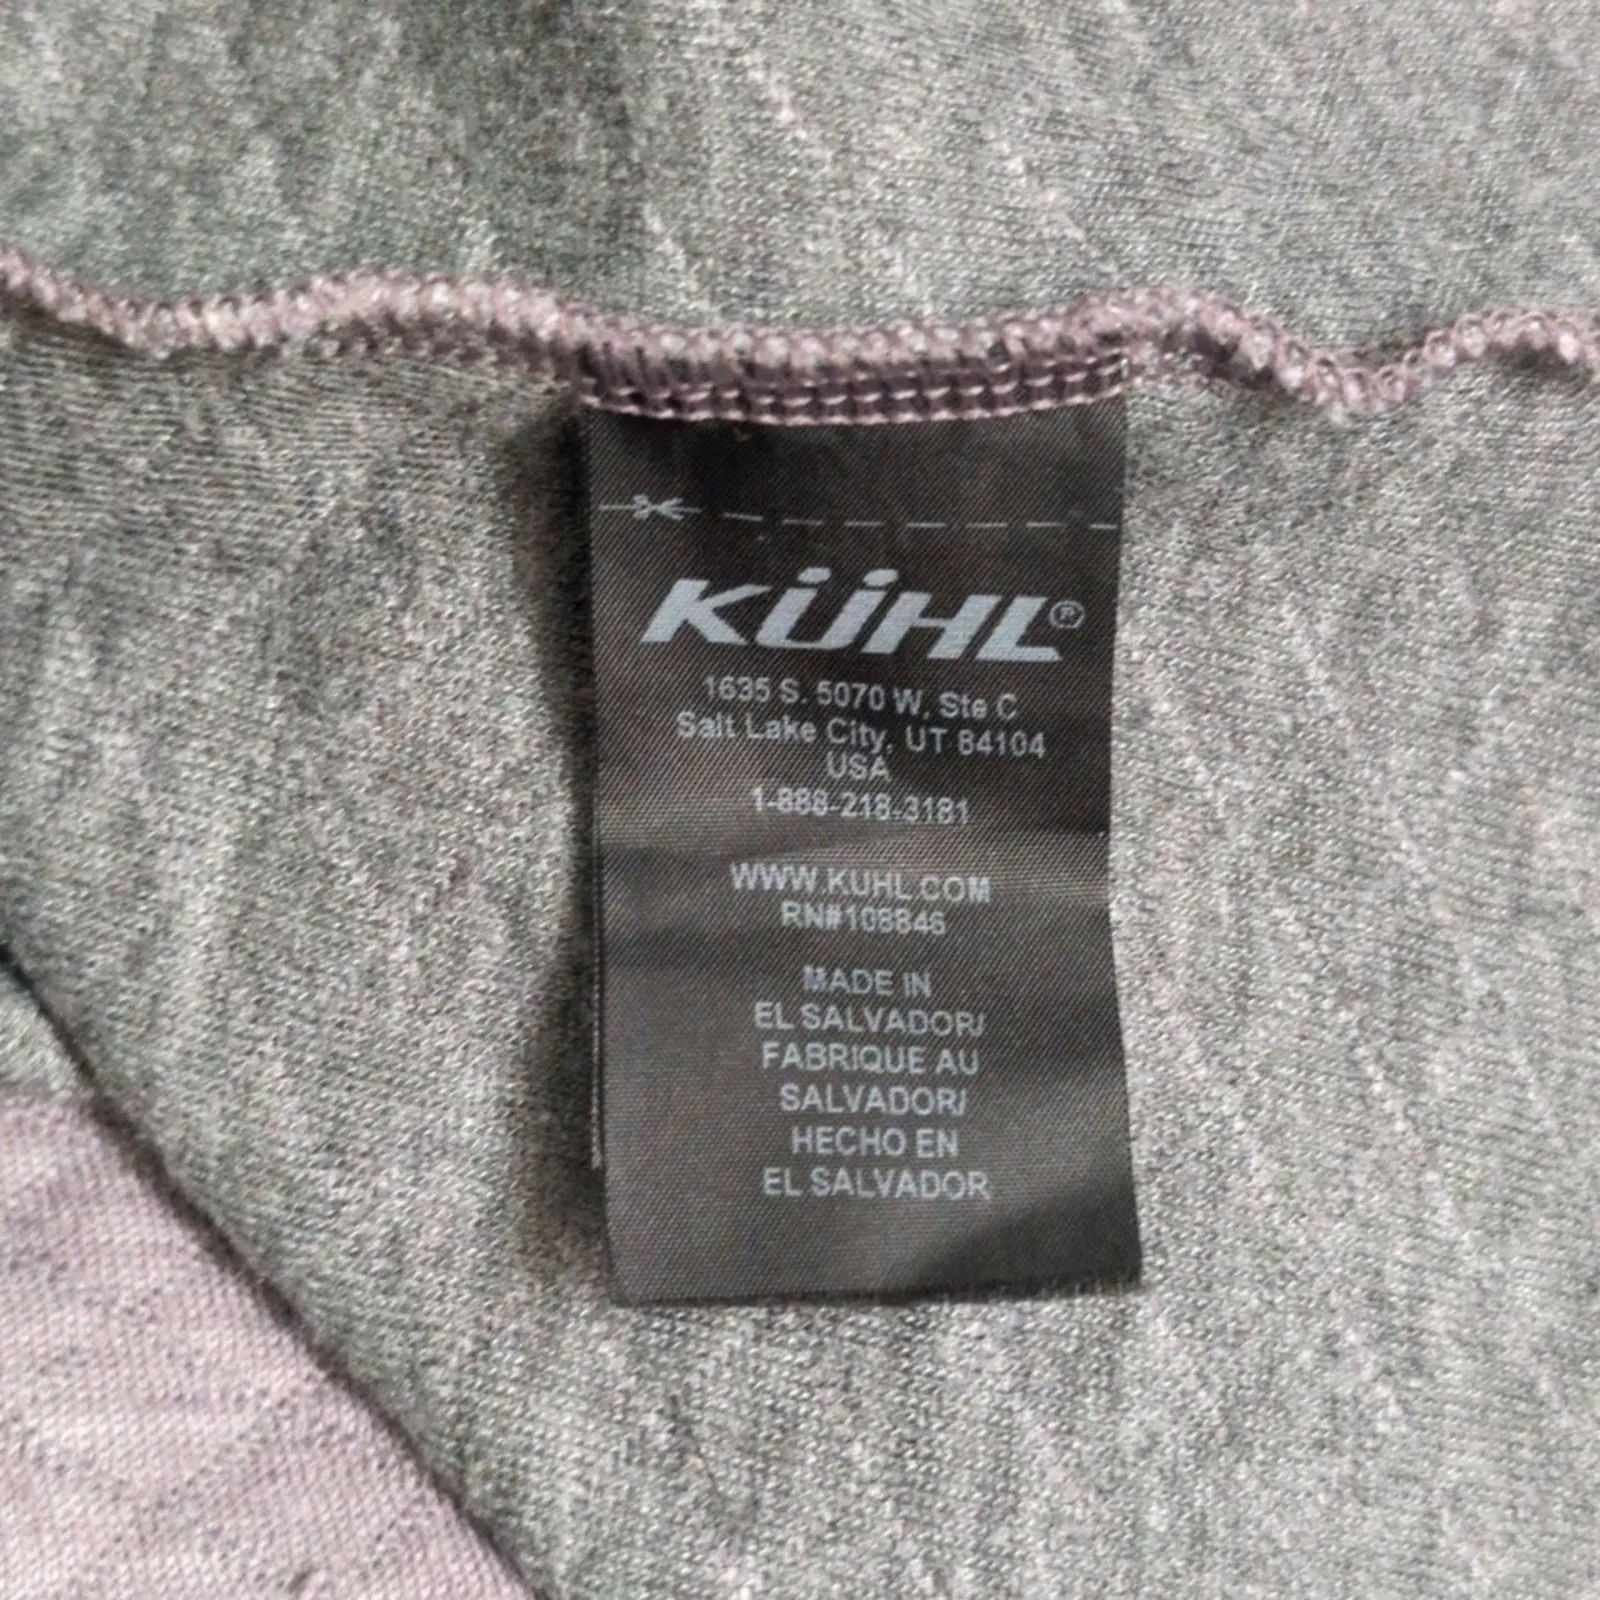 KÜHL®
1635 S. 5070 W. Ste C
Salt Lake City, UT 84104
USA
1-888-218-3181
WWW.KUHL.COM
RN#108846
MADE IN
EL SALVADOR/
FABRIQUE AU
SALVADOR/
HECHO EN
EL SALVADOR